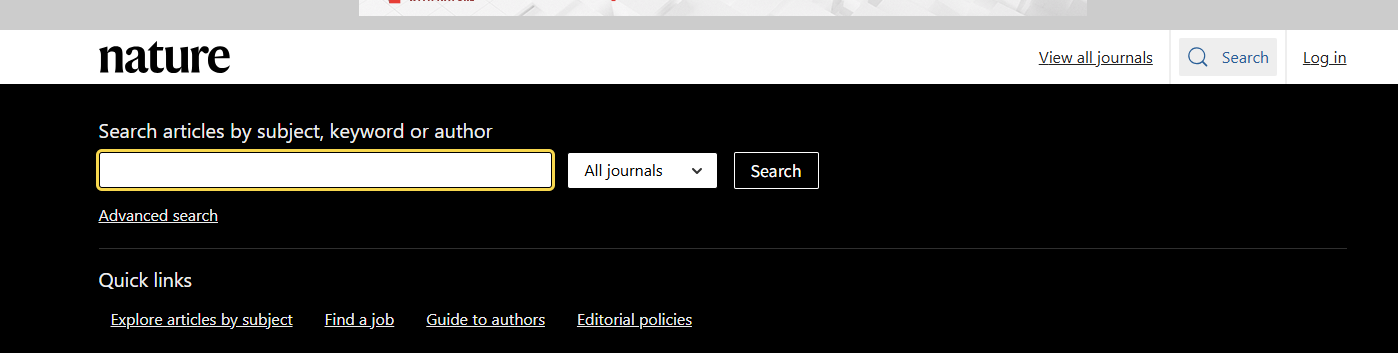 nature
View all journals
Search
Log in
Search articles by subject, keyword or author
All journals
Search
Advanced search
Quick links
Explore articles by subject
Find a job
Guide to authors
Editorial policies